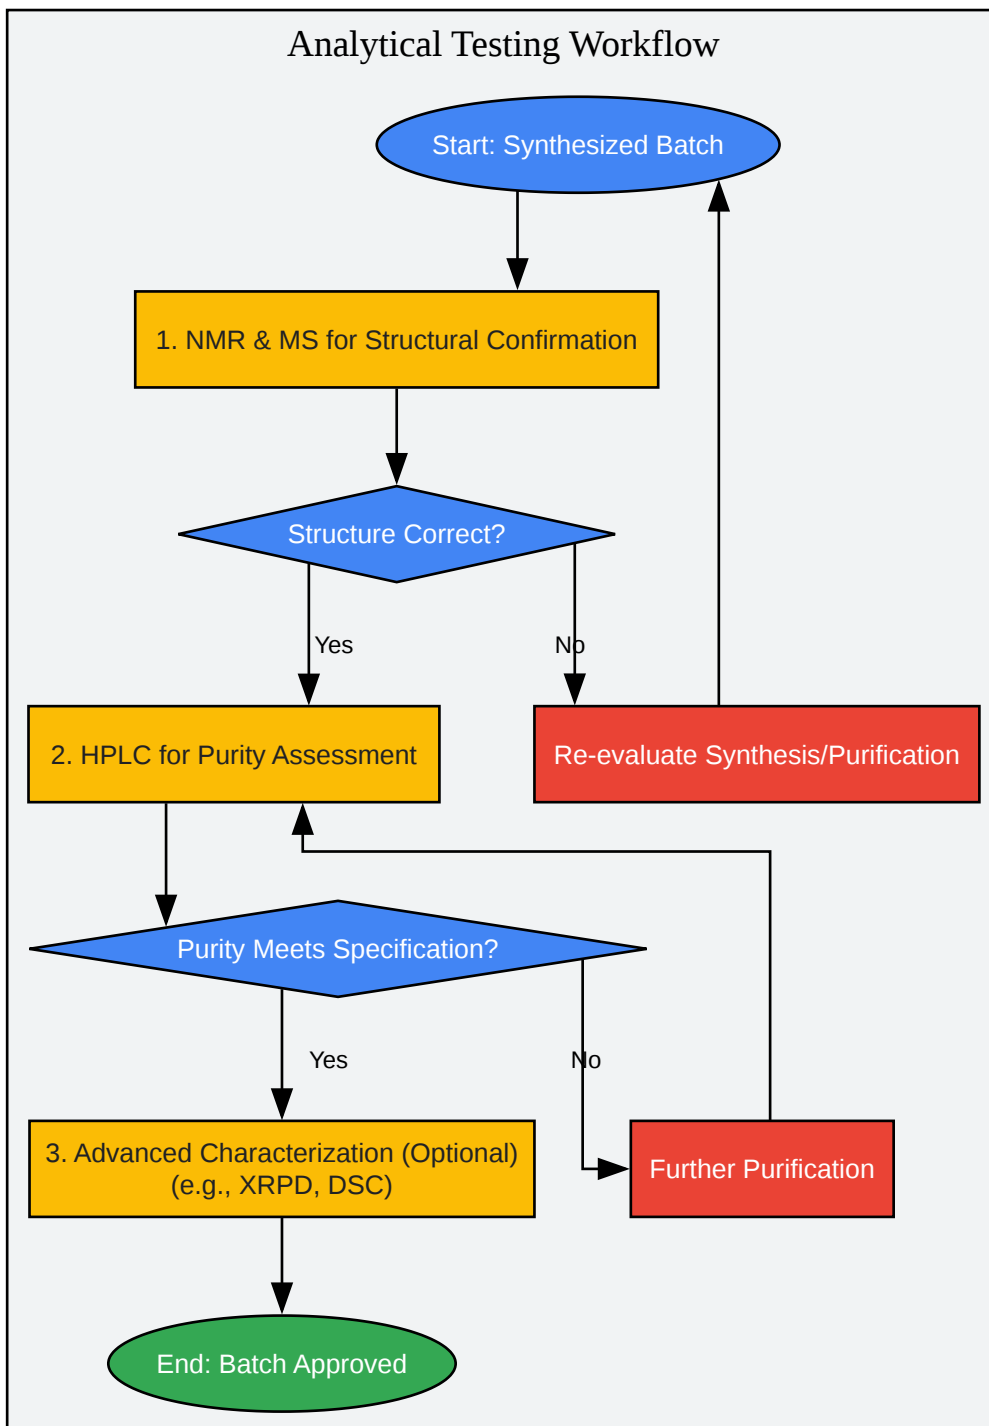 Analytical Testing Workflow
Start: Synthesized Batch
1. NMR & MS for Structural Confirmation
Structure Correct?
Yes
No
2. HPLC for Purity Assessment
Re-evaluate Synthesis/Purification
Purity Meets Specification?
Yes
No
3. Advanced Characterization (Optional)
(e.g., XRPD, DSC)
Further Purification
End: Batch Approved